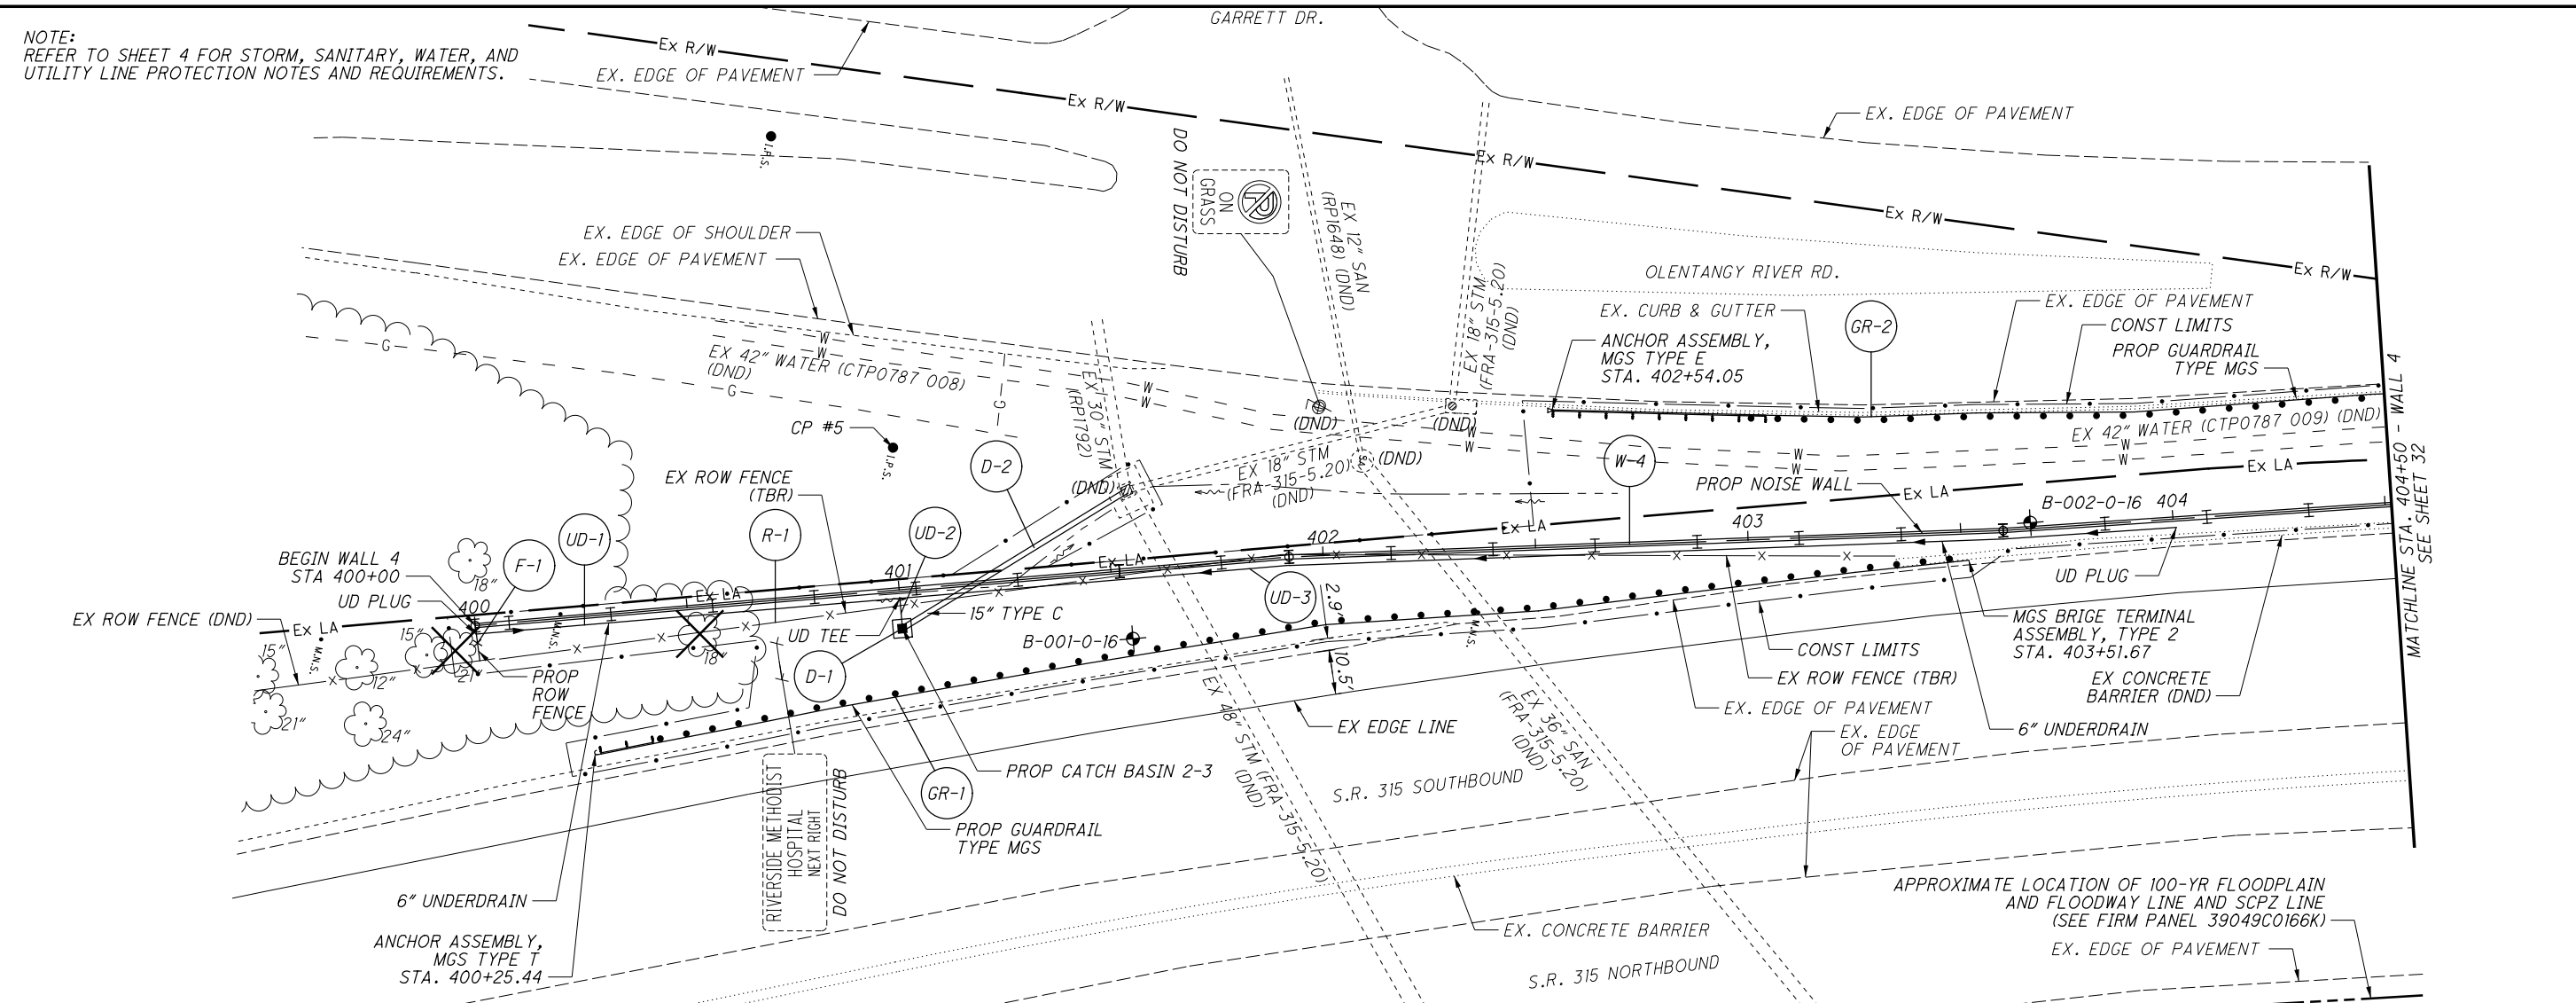 GARRETT DR.
NOTE:
REFER TO SHEET 4 FOR STORM, SANITARY, WATER, AND
UTILITY LINE PROTECTION NOTES AND REQUIREMENTS.
Ex R/W
EX. EDGE OF PAVEMENT
Ex R/W
EX. EDGE OF PAVEMENT
I.P.S.
DO NOT DISTURB
P
ON
GRASS
Ex R/W
EX 12" SAN
(RP1648) (DND)
Ex R/W
EX. EDGE OF SHOULDER
EX. EDGE OF PAVEMENT
OLENTANGY RIVER RD.
Ex R/W
EX 18" STM
(FRA-315-5.20)
(DND)
EX. CURB & GUTTER
GR-2
EX. EDGE OF PAVEMENT
CONST LIMITS
PROP GUARDRAIL
TYPE MGS
ANCHOR ASSEMBLY,
MGS TYPE E
STA. 402+54.05
G
W
W
EX 42" WATER (CTP0787 008)
(DND)
G
G
W
W
EX 30" STM
(RP1792)
(DND)
(DND)
W
W
W
W
W
W
EX 42" WATER (CTP0787 009) (DND)
MATCHLINE STA. 404+50 - WALL 4
SEE SHEET 32
CP #5
I.P.S.
D-2
EX 18" STM
(FRA-315-5.20)
(DND)
(DND)
S
(DND)
W-4
Ex LA
EX ROW FENCE
(TBR)
PROP NOISE WALL
Ex LA
B-002-0-16
404
403
Ex LA
402
UD-1
R-1
UD-2
Ex LA
401
BEGIN WALL 4
STA 400+00
F-1
18"
UD PLUG
400
Ex LA
UD-3
UD PLUG
EX ROW FENCE (DND)
Ex LA
M.N.S.
15"
M.N.S.
UD TEE
15" TYPE C
B-001-0-16
2.9'
M.N.S.
MGS BRIGE TERMINAL
ASSEMBLY, TYPE 2
STA. 403+51.67
15"
12"
21"
18"
D-1
10.5'
CONST LIMITS
EX ROW FENCE (TBR)
EX CONCRETE
BARRIER (DND)
PROP
ROW
FENCE
21"
24"
EX. EDGE OF PAVEMENT
EX EDGE LINE
EX. EDGE
OF PAVEMENT
6" UNDERDRAIN
EX 48" STM (FRA-315-5.20)
(DND)
EX 36" SAN
(FRA-315-5.20)
(DND)
PROP CATCH BASIN 2-3
GR-1
S.R. 315 SOUTHBOUND
RIVERSIDE METHODIST
HOSPITAL
NEXT RIGHT
DO NOT DISTURB
PROP GUARDRAIL
TYPE MGS
6" UNDERDRAIN
APPROXIMATE LOCATION OF 100-YR FLOODPLAIN
AND FLOODWAY LINE AND SCPZ LINE
(SEE FIRM PANEL 39049C0166K)
EX. CONCRETE BARRIER
ANCHOR ASSEMBLY,
MGS TYPE T
STA. 400+25.44
EX. EDGE OF PAVEMENT
S.R. 315 NORTHBOUND